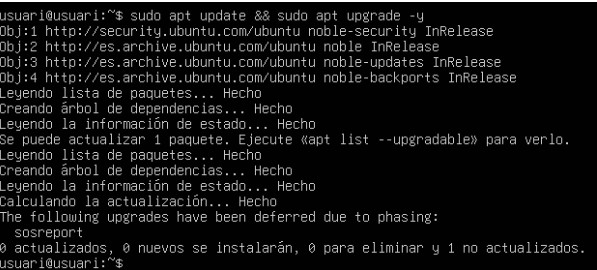 usuari@usuari:~$ sudo apt update && sudo apt upgrade -y
Obj:1 http://security.ubuntu.com/ubuntu noble-security InRelease
Obj:2 http://es.archive.ubuntu.com/ubuntu noble InRelease
Obj:3 http://es.archive.ubuntu.com/ubuntu noble-updates InRelease
Obj:4 http://es.archive.ubuntu.com/ubuntu noble-backports InRelease
Leyendo lista de paquetes... Hecho
Creando árbol de dependencias... Hecho
Leyendo la información de estado... Hecho
Se puede actualizar 1 paquete. Ejecute «apt list --upgradable» para verlo.
Leyendo lista de paquetes... Hecho
Creando árbol de dependencias... Hecho
Leyendo la información de estado... Hecho
Calculando la actualización... Hecho
The following upgrades have been deferred due to phasing:
  sosreport
0 actualizados, 0 nuevos se instalarán, 0 para eliminar y 1 no actualizados.
usuari@usuari:~$